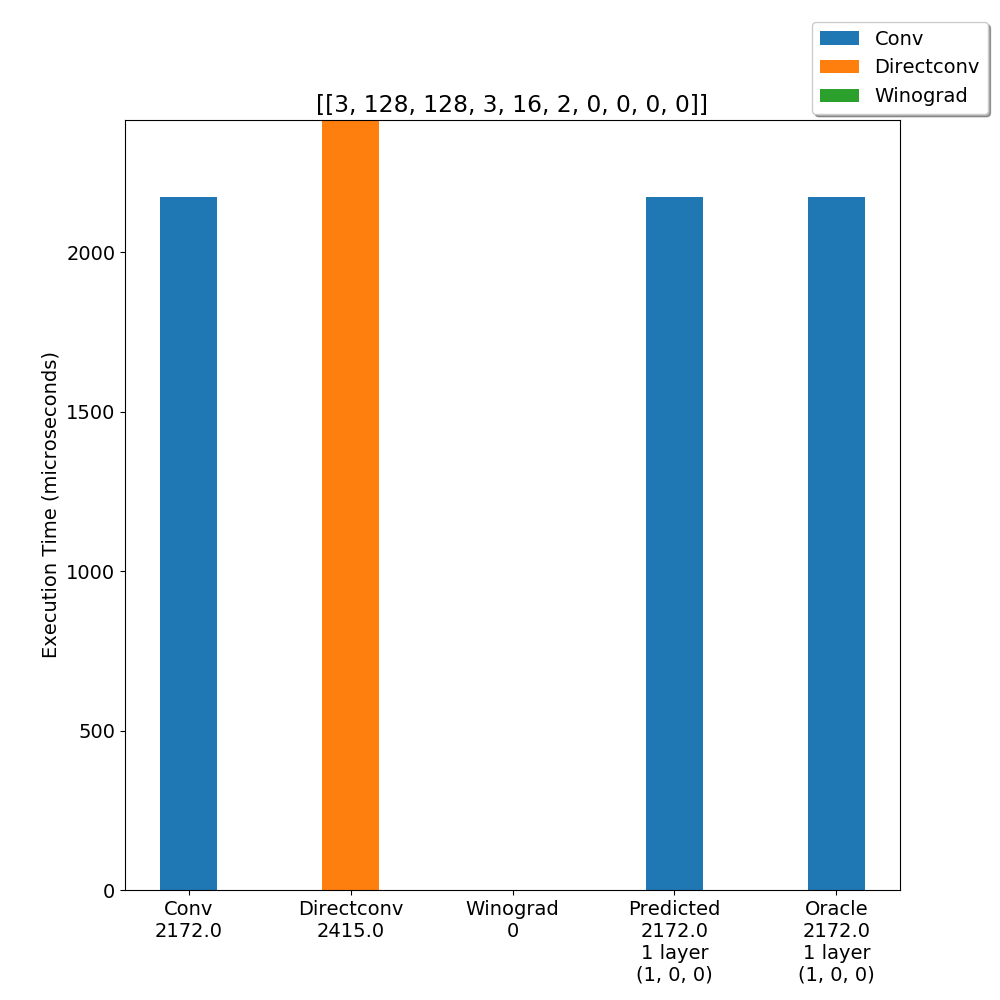 Conv
Directconv
Winograd
[[3, 128, 128, 3, 16, 2, 0, 0, 0, 0]]
Execution Time (microseconds)
2000
1500
1000
500
0
Conv
2172.0
Directconv
2415.0
Winograd
0
Predicted
2172.0
1 layer
(1, 0, 0)
Oracle
2172.0
1 layer
(1, 0, 0)